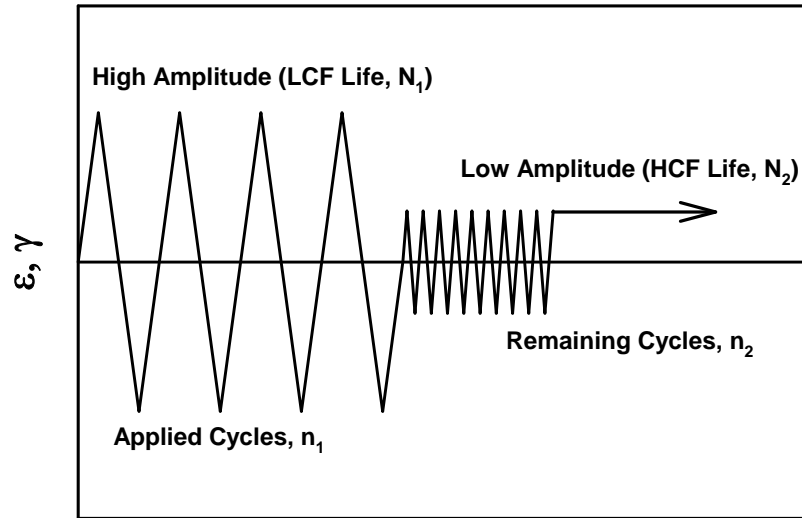 High Amplitude (LCF Life, N₁)
Low Amplitude (HCF Life, N₂)
ε, γ
Remaining Cycles, n₂
Applied Cycles, n₁